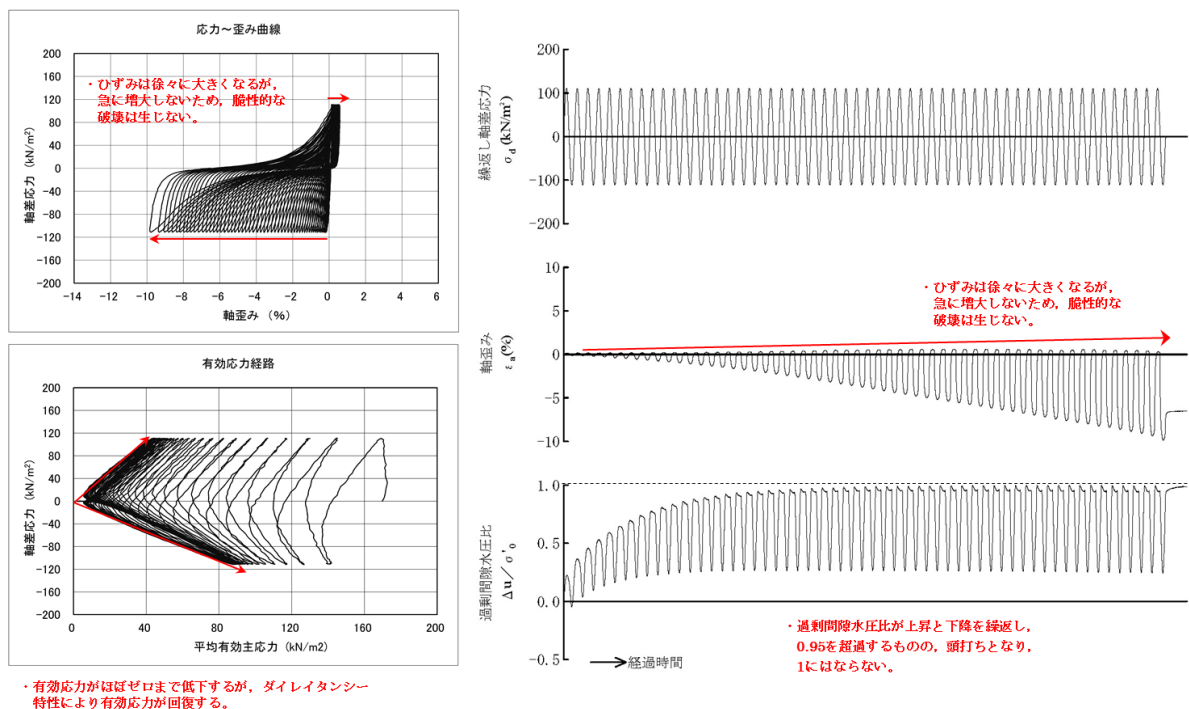 応力～歪み曲線
・ひずみは徐々に大きくなるが，
急に増大しないため，脆性的な
破壊は生じない。
軸差応力 (kN/m²)
200
160
120
80
40
0
-40
-80
-120
-160
-200
-14 -12 -10 -8 -6 -4 -2 0 2 4 6
軸歪み （%）
有効応力経路
軸差応力 (kN/m²)
200
160
120
80
40
0
-40
-80
-120
-160
-200
0 40 80 120 160 200
平均有効主応力 (kN/m2)
・有効応力がほぼゼロまで低下するが，ダイレイタンシー
特性により有効応力が回復する。
繰返し軸差応力
σd (kN/m²)
200
100
0
-100
-200
軸歪み
εa(%)
10
5
0
-5
-10
・ひずみは徐々に大きくなるが，
急に増大しないため，脆性的な
破壊は生じない。
過剰間隙水圧比
Δu／σ'0
1.0
0.5
0.0
-0.5
経過時間
・過剰間隙水圧比が上昇と下降を繰返し，
0.95を超過するものの，頭打ちとなり，
1にはならない。